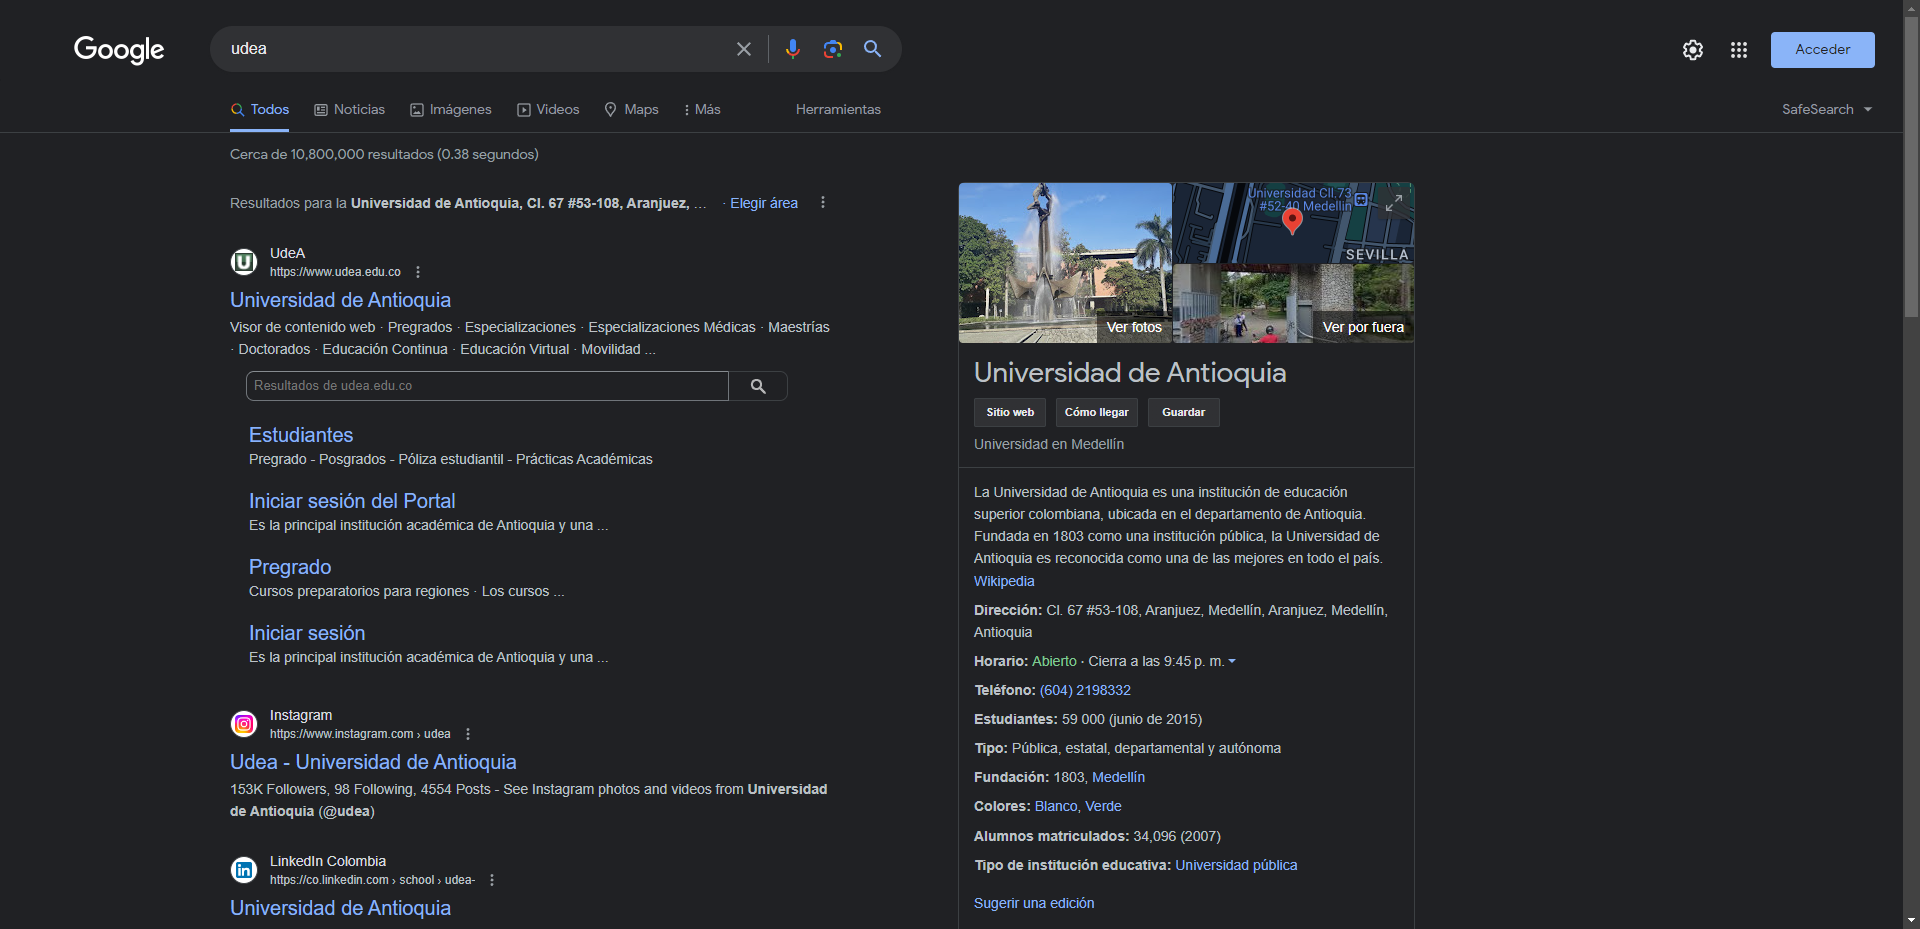 Google
udea
Acceder
Todos
Noticias
Imágenes
Videos
Maps
Más
Herramientas
SafeSearch
Cerca de 10,800,000 resultados (0.38 segundos)
Resultados para la Universidad de Antioquia, Cl. 67 #53-108, Aranjuez, ... · Elegir área
UdeA
https://www.udea.edu.co
Universidad de Antioquia
Visor de contenido web · Pregrados · Especializaciones · Especializaciones Médicas · Maestrías
· Doctorados · Educación Continua · Educación Virtual · Movilidad ...
Resultados de udea.edu.co
Estudiantes
Pregrado - Posgrados - Póliza estudiantil - Prácticas Académicas
Iniciar sesión del Portal
Es la principal institución académica de Antioquia y una ...
Pregrado
Cursos preparatorios para regiones · Los cursos ...
Iniciar sesión
Es la principal institución académica de Antioquia y una ...
Instagram
https://www.instagram.com › udea
Udea - Universidad de Antioquia
153K Followers, 98 Following, 4554 Posts - See Instagram photos and videos from Universidad
de Antioquia (@udea)
LinkedIn Colombia
https://co.linkedin.com › school › udea-
Universidad de Antioquia
Universidad Cll.73
#52-40 Medellin
SEVILLA
Ver fotos
Ver por fuera
Universidad de Antioquia
Sitio web
Cómo llegar
Guardar
Universidad en Medellín
La Universidad de Antioquia es una institución de educación
superior colombiana, ubicada en el departamento de Antioquia.
Fundada en 1803 como una institución pública, la Universidad de
Antioquia es reconocida como una de las mejores en todo el país.
Wikipedia
Dirección: Cl. 67 #53-108, Aranjuez, Medellín, Aranjuez, Medellín,
Antioquia
Horario: Abierto · Cierra a las 9:45 p. m.
Teléfono: (604) 2198332
Estudiantes: 59 000 (junio de 2015)
Tipo: Pública, estatal, departamental y autónoma
Fundación: 1803, Medellín
Colores: Blanco, Verde
Alumnos matriculados: 34,096 (2007)
Tipo de institución educativa: Universidad pública
Sugerir una edición